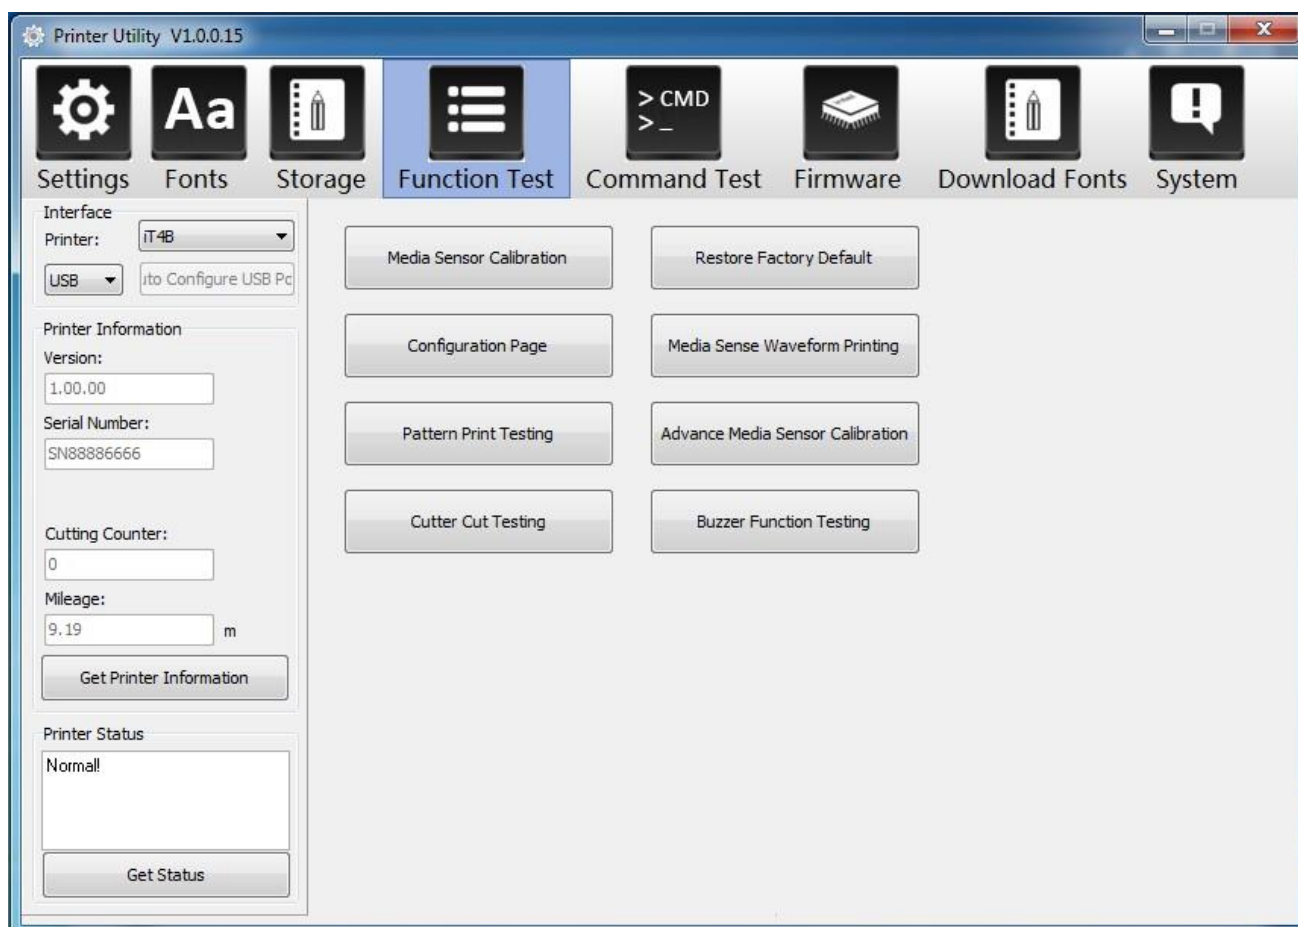 Printer Utility V1.0.0.15
Aa
> CMD
>_
Settings Fonts Storage Function Test Command Test Firmware Download Fonts System
Interface
Printer: iT4B
USB to Configure USB
Printer Information
Version:
1.00.00
Serial Number:
SN88886666
Cutting Counter:
0
Mileage:
9.19 m
Get Printer Information
Printer Status
Normal!
Get Status
Media Sensor Calibration Restore Factory Default
Configuration Page Media Sense Waveform Printing
Pattern Print Testing Advance Media Sensor Calibration
Cutter Cut Testing Buzzer Function Testing